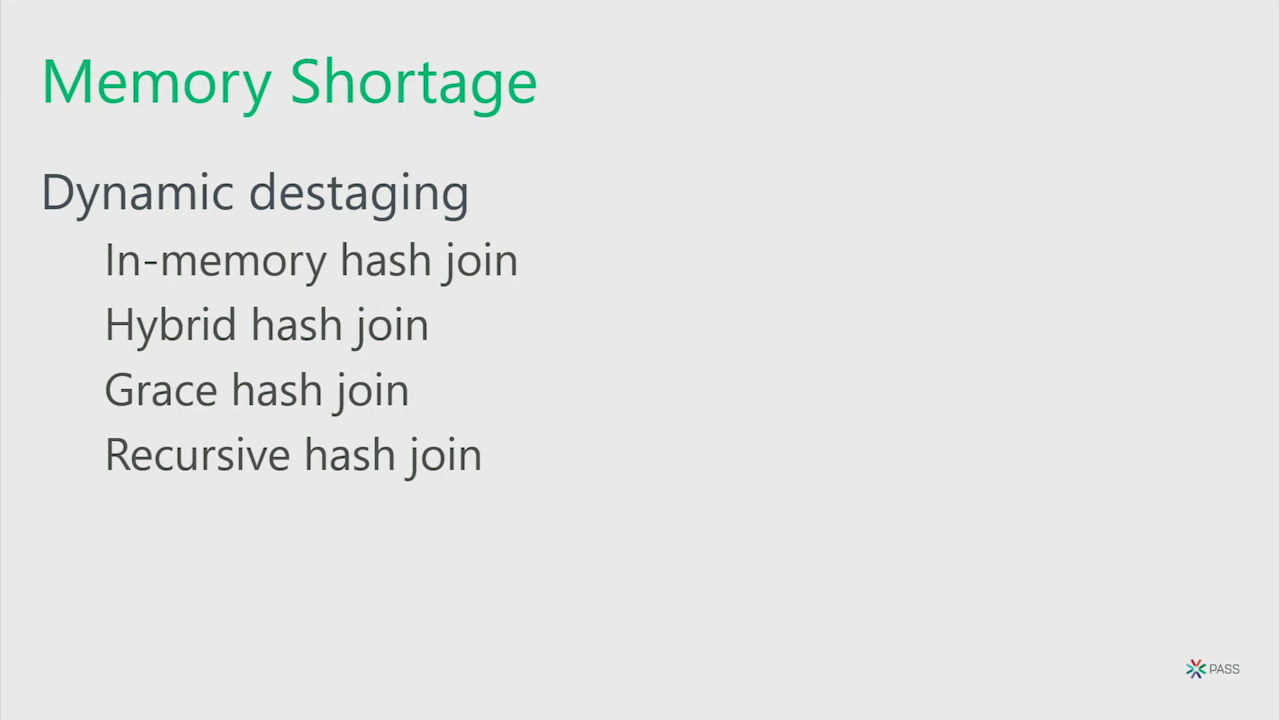 Memory Shortage
Dynamic destaging
In-memory hash join
Hybrid hash join
Grace hash join
Recursive hash join
PASS